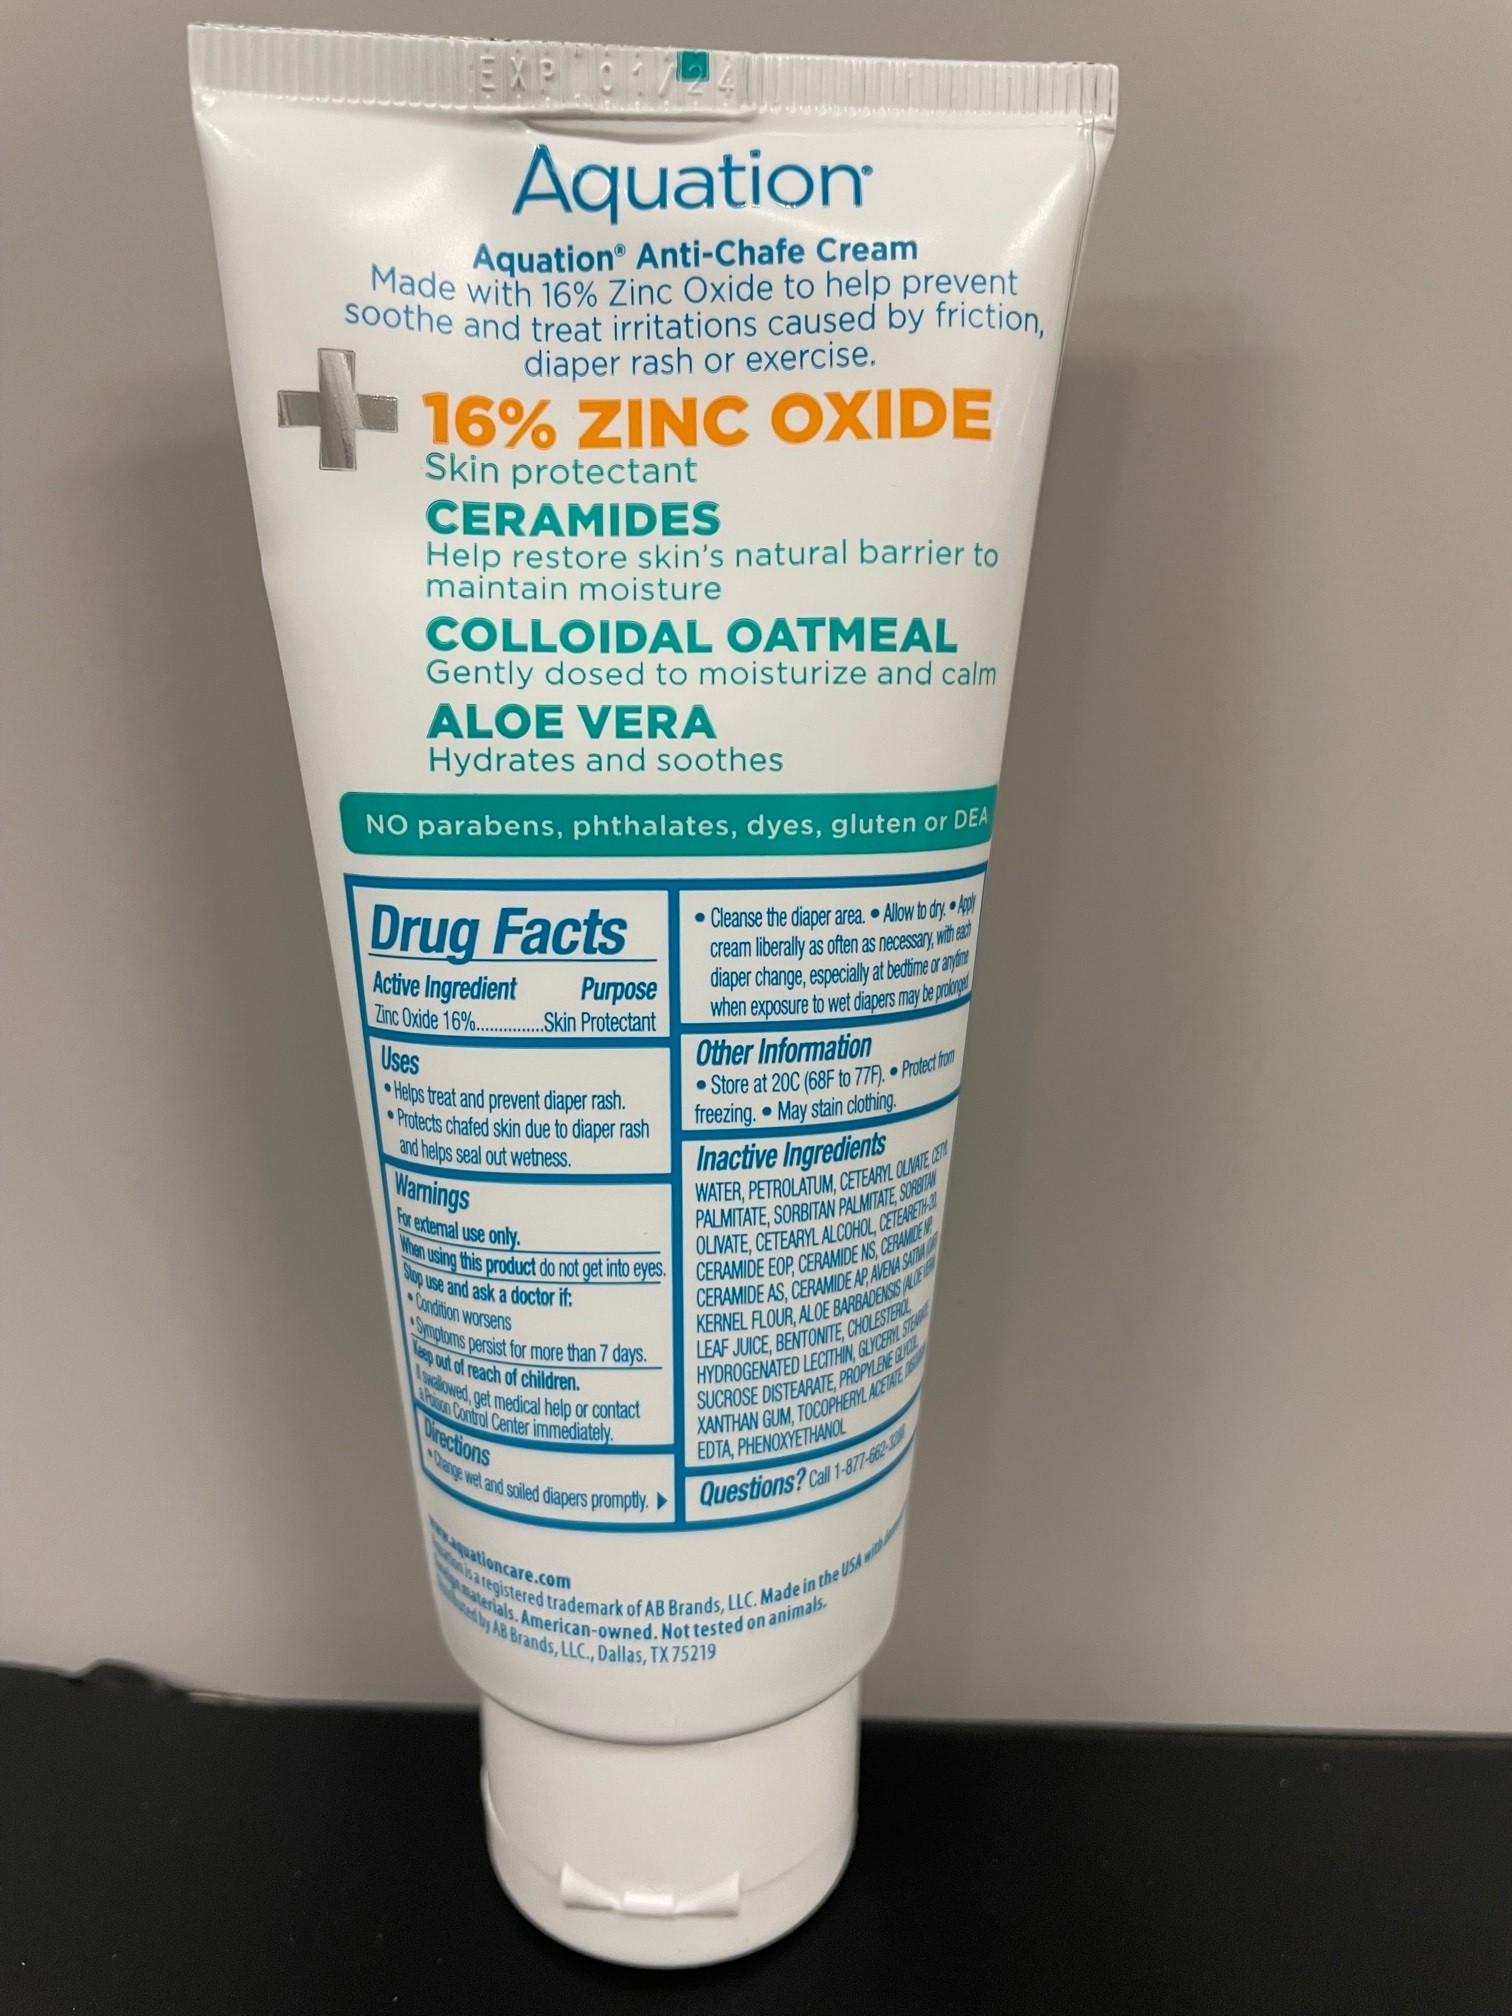 EXP 01/24
Aquation®
Aquation® Anti-Chafe Cream
Made with 16% Zinc Oxide to help prevent
soothe and treat irritations caused by friction,
diaper rash or exercise.
16% ZINC OXIDE
Skin protectant
CERAMIDES
Help restore skin's natural barrier to
maintain moisture
COLLOIDAL OATMEAL
Gently dosed to moisturize and calm
ALOE VERA
Hydrates and soothes
NO parabens, phthalates, dyes, gluten or DEA
Drug Facts
Active Ingredient Purpose
Zinc Oxide 16%...............Skin Protectant
Uses
• Helps treat and prevent diaper rash.
• Protects chafed skin due to diaper rash
and helps seal out wetness.
Warnings
For external use only.
When using this product do not get into eyes.
Stop use and ask a doctor if:
• Condition worsens
• Symptoms persist for more than 7 days.
Keep out of reach of children.
If swallowed, get medical help or contact
a Poison Control Center immediately.
Directions
• Change wet and soiled diapers promptly. ▶
• Cleanse the diaper area. • Allow to dry. • Apply
cream liberally as often as necessary, with each
diaper change, especially at bedtime or anytime
when exposure to wet diapers may be prolonged
Other Information
• Store at 20C (68F to 77F). • Protect from
freezing. • May stain clothing.
Inactive Ingredients
WATER, PETROLATUM, CETEARYL OLIVATE, CETYL
PALMITATE, SORBITAN PALMITATE, SORBITAN
OLIVATE, CETEARYL ALCOHOL, CETEARETH-20,
CERAMIDE EOP, CERAMIDE NS, CERAMIDE NP,
CERAMIDE AS, CERAMIDE AP, AVENA SATIVA (OAT)
KERNEL FLOUR, ALOE BARBADENSIS (ALOE VERA)
LEAF JUICE, BENTONITE, CHOLESTEROL,
HYDROGENATED LECITHIN, GLYCERYL STEARATE,
SUCROSE DISTEARATE, PROPYLENE GLYCOL,
XANTHAN GUM, TOCOPHERYL ACETATE,
EDTA, PHENOXYETHANOL
Questions? Call 1-877-662-
www.aquationcare.com
is a registered trademark of AB Brands, LLC. Made in the USA with
materials. American-owned. Not tested on animals.
by AB Brands, LLC., Dallas, TX 75219